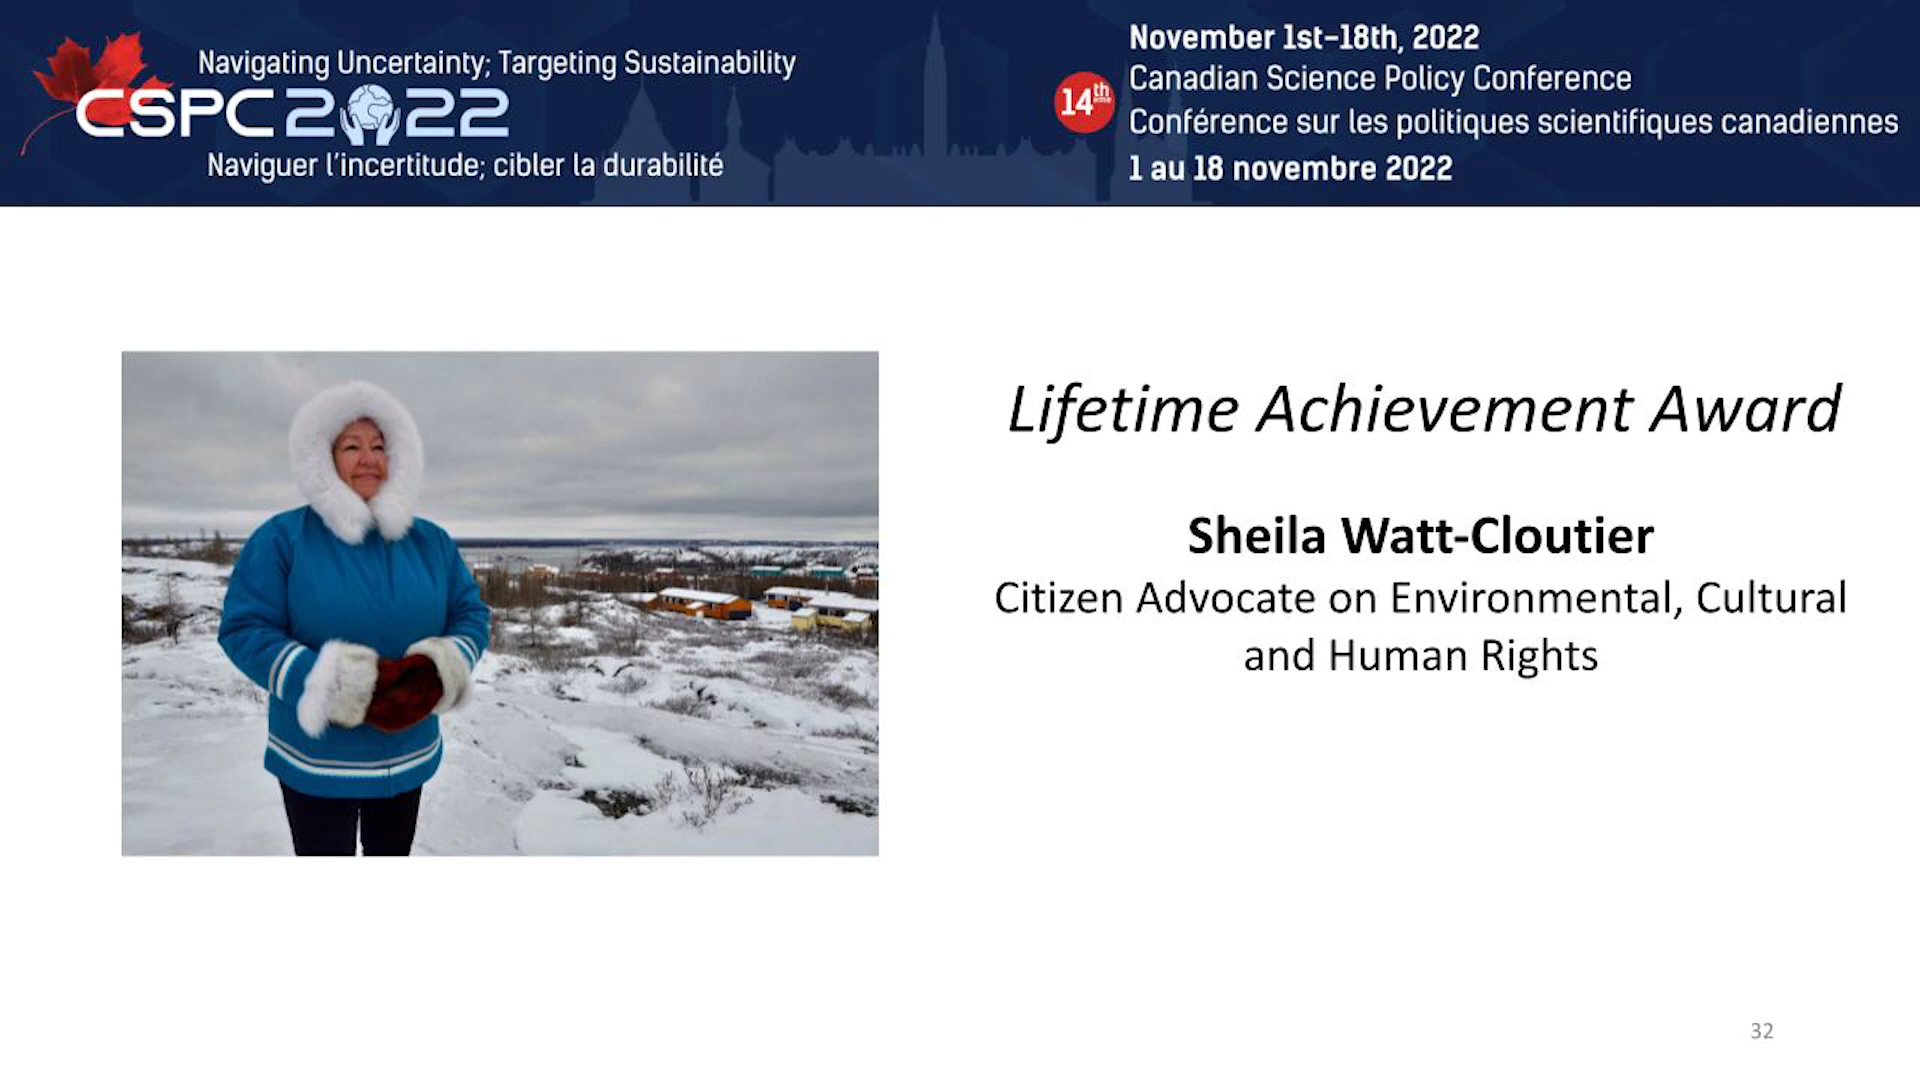 Navigating Uncertainty; Targeting Sustainability
CSPC 2022
Naviguer l'incertitude; cibler la durabilité
14th
ème
November 1st-18th, 2022
Canadian Science Policy Conference
Conférence sur les politiques scientifiques canadiennes
1 au 18 novembre 2022
Lifetime Achievement Award
Sheila Watt-Cloutier
Citizen Advocate on Environmental, Cultural
and Human Rights
32